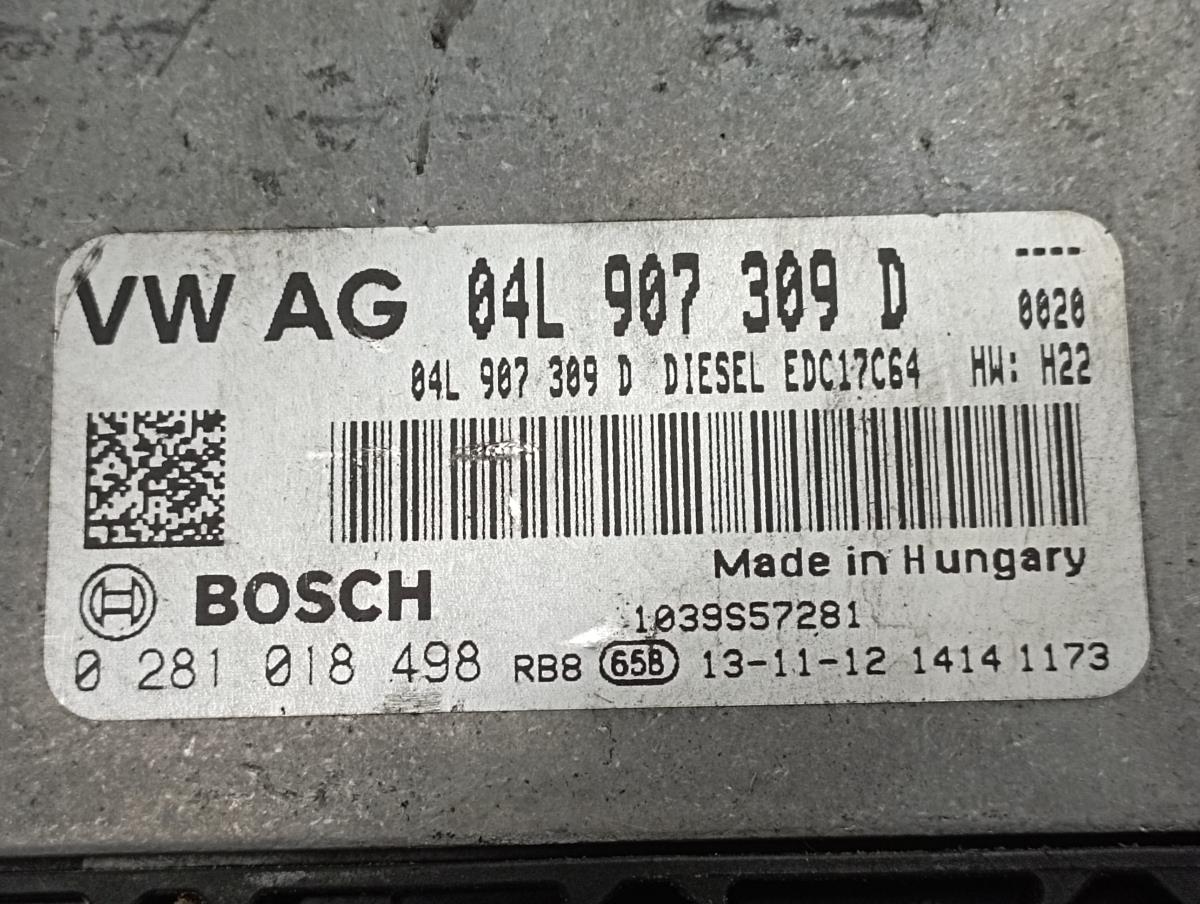 VW AG 04L 907 309 D ----
0020
04L 907 309 D DIESEL EDC17C64 HW: H22
Made in Hungary
BOSCH
1039S57281
0 281 018 498 RB8 65B 13-11-12 1414 1173